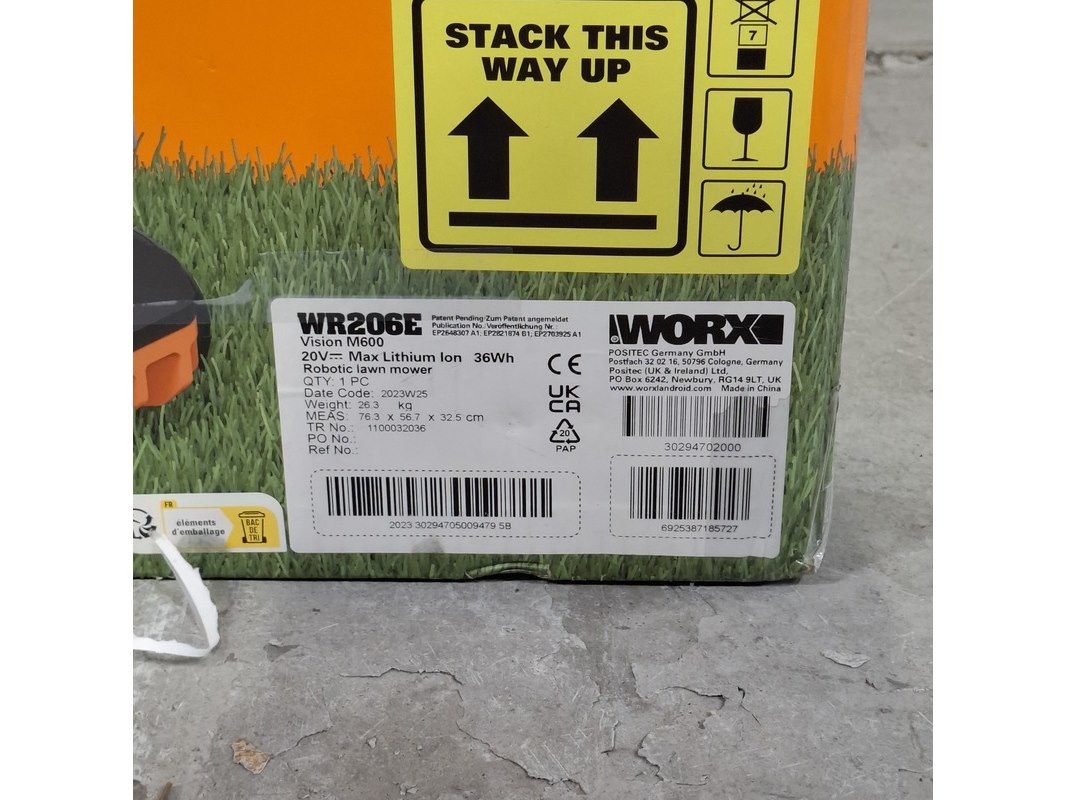 STACK THIS
WAY UP
7
WR206E
Patent Pending·Zum Patent angemeldet
Publication No./Veröffentlichung Nr.:
EP2648307 A1; EP2821874 B1; EP2703925 A1
Vision M600
20V⎓ Max Lithium Ion 36Wh
Robotic lawn mower
QTY: 1 PC
Date Code: 2023W25
Weight: 26.3 kg
MEAS: 76.3 x 56.7 x 32.5 cm
TR No.: 1100032036
PO No.:
Ref No.:
CE
UK
CA
20
PAP
WORX
®
POSITEC Germany GmbH
Postfach 32 02 16, 50796 Cologne, Germany
Positec (UK & Ireland) Ltd,
PO Box 6242, Newbury, RG14 9LT, UK
www.worxlandroid.com Made in China
30294702000
2023 30294705009479 5B
6925387185727
FR
éléments
d'emballage
BAC
DE
TRI